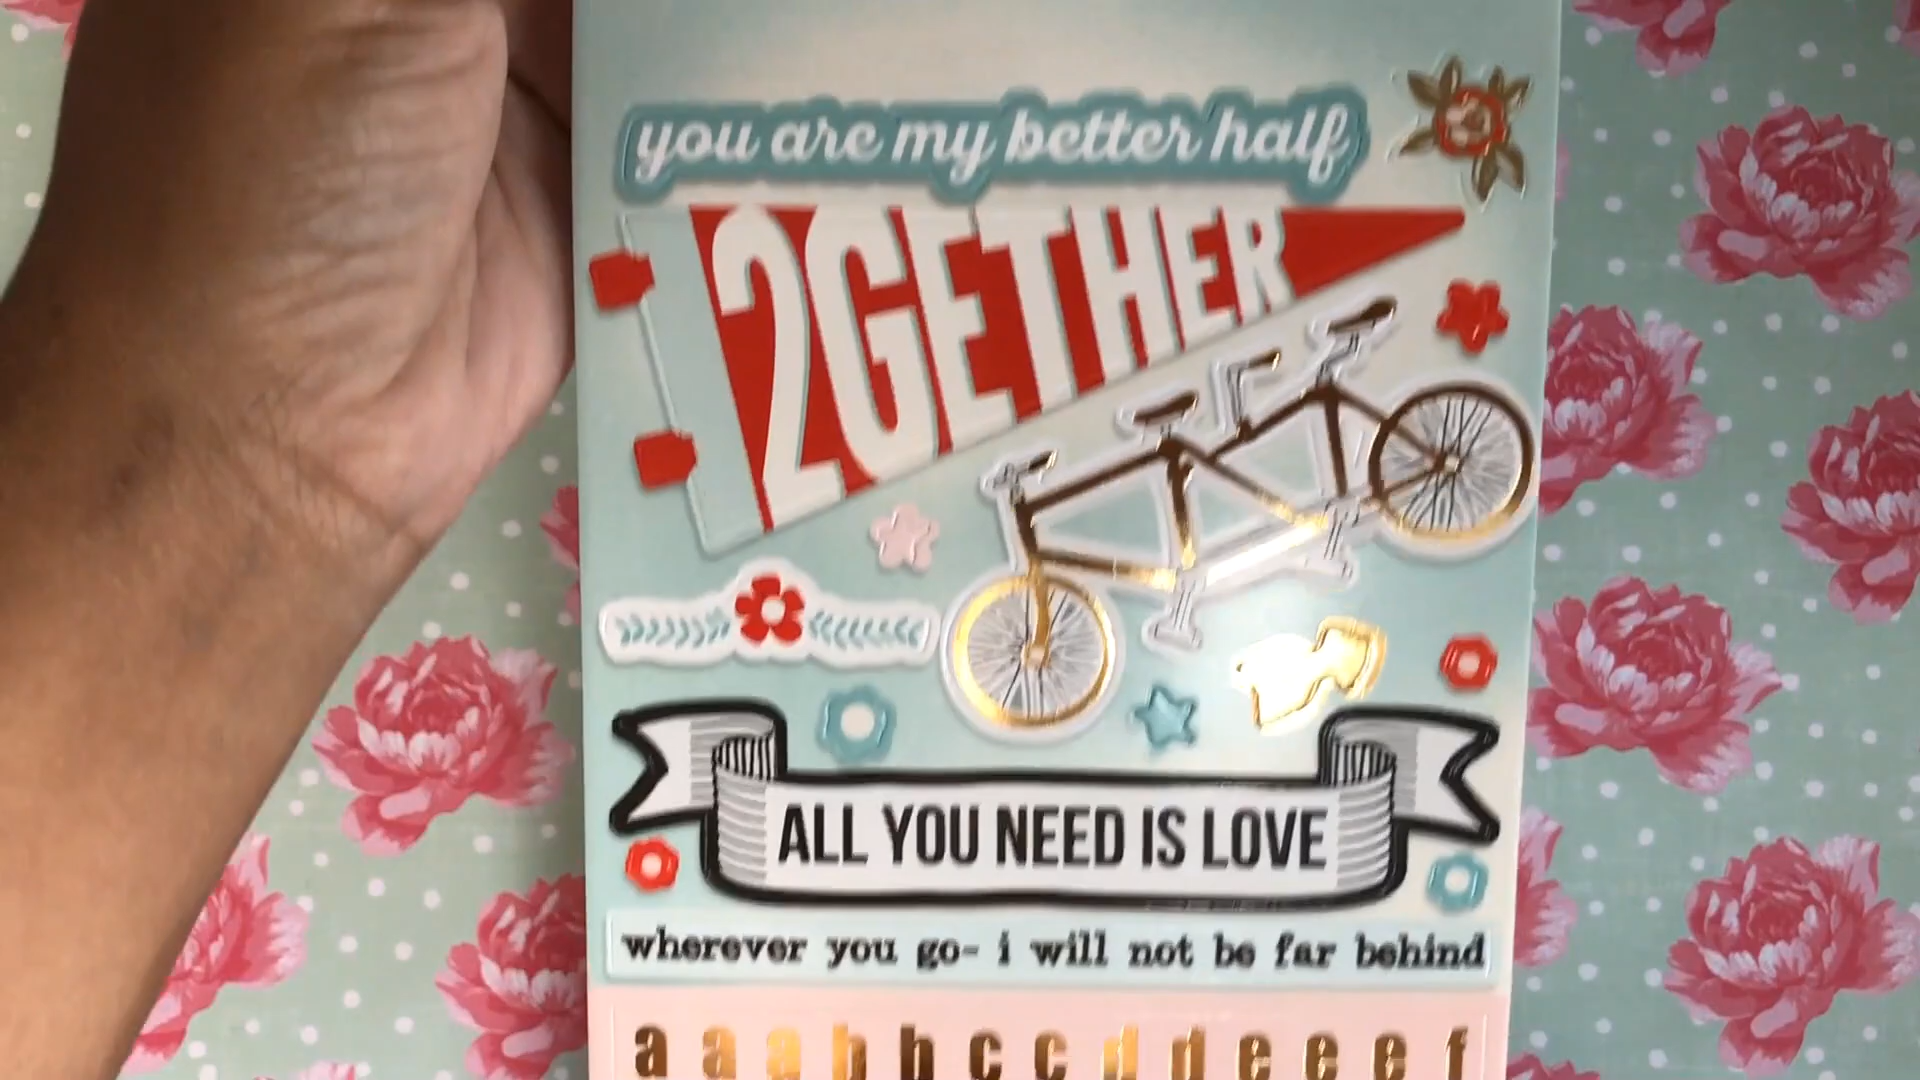 you are my better half
2GETHER
ALL YOU NEED IS LOVE
wherever you go- i will not be far behind
a a a b b c c d d e e e f